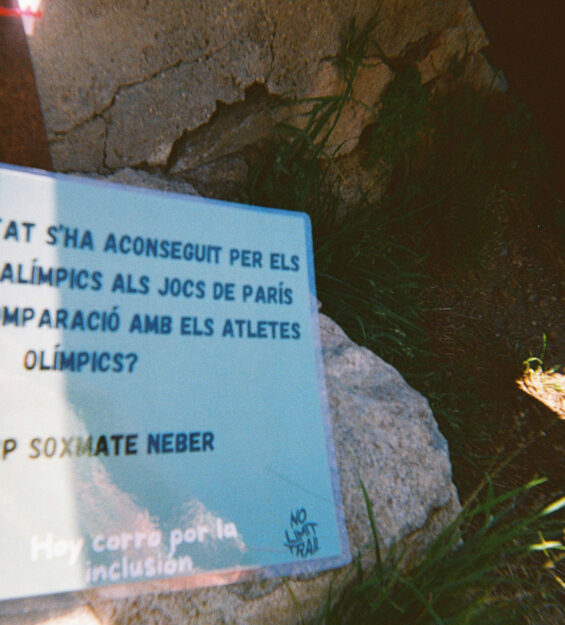 TAT S'HA ACONSEGUIT PER ELS
ALÍMPICS ALS JOCS DE PARÍS
MPARACIÓ AMB ELS ATLETES
OLÍMPICS?
P SOXMATE NEBER
Hoy corro por la
inclusión
NO
LIMIT
TRAIL